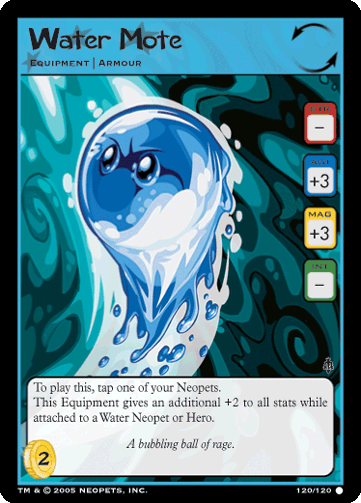 Water Mote
Equipment | Armour
STR
–
AGI
+3
MAG
+3
INT
–
To play this, tap one of your Neopets.
This Equipment gives an additional +2 to all stats while
attached to a Water Neopet or Hero.
A bubbling ball of rage.
2
TM & © 2005 NEOPETS, INC.
120/120